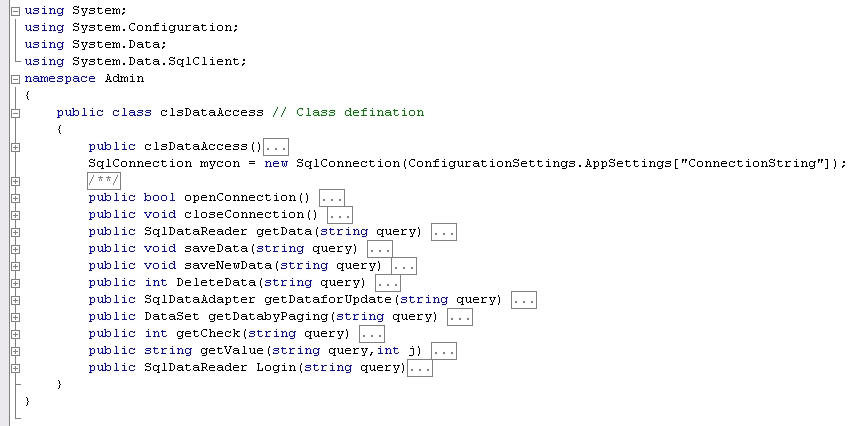 using System;
using System.Configuration;
using System.Data;
using System.Data.SqlClient;
namespace Admin
{
    public class clsDataAccess // Class defination
    {
        public clsDataAccess()...
        SqlConnection mycon = new SqlConnection(ConfigurationSettings.AppSettings["ConnectionString"]);
        /**/
        public bool openConnection() ...
        public void closeConnection() ...
        public SqlDataReader getData(string query) ...
        public void saveData(string query) ...
        public void saveNewData(string query) ...
        public int DeleteData(string query) ...
        public SqlDataAdapter getDataforUpdate(string query) ...
        public DataSet getDatabyPaging(string query) ...
        public int getCheck(string query) ...
        public string getValue(string query,int j) ...
        public SqlDataReader Login(string query)...
    }
}